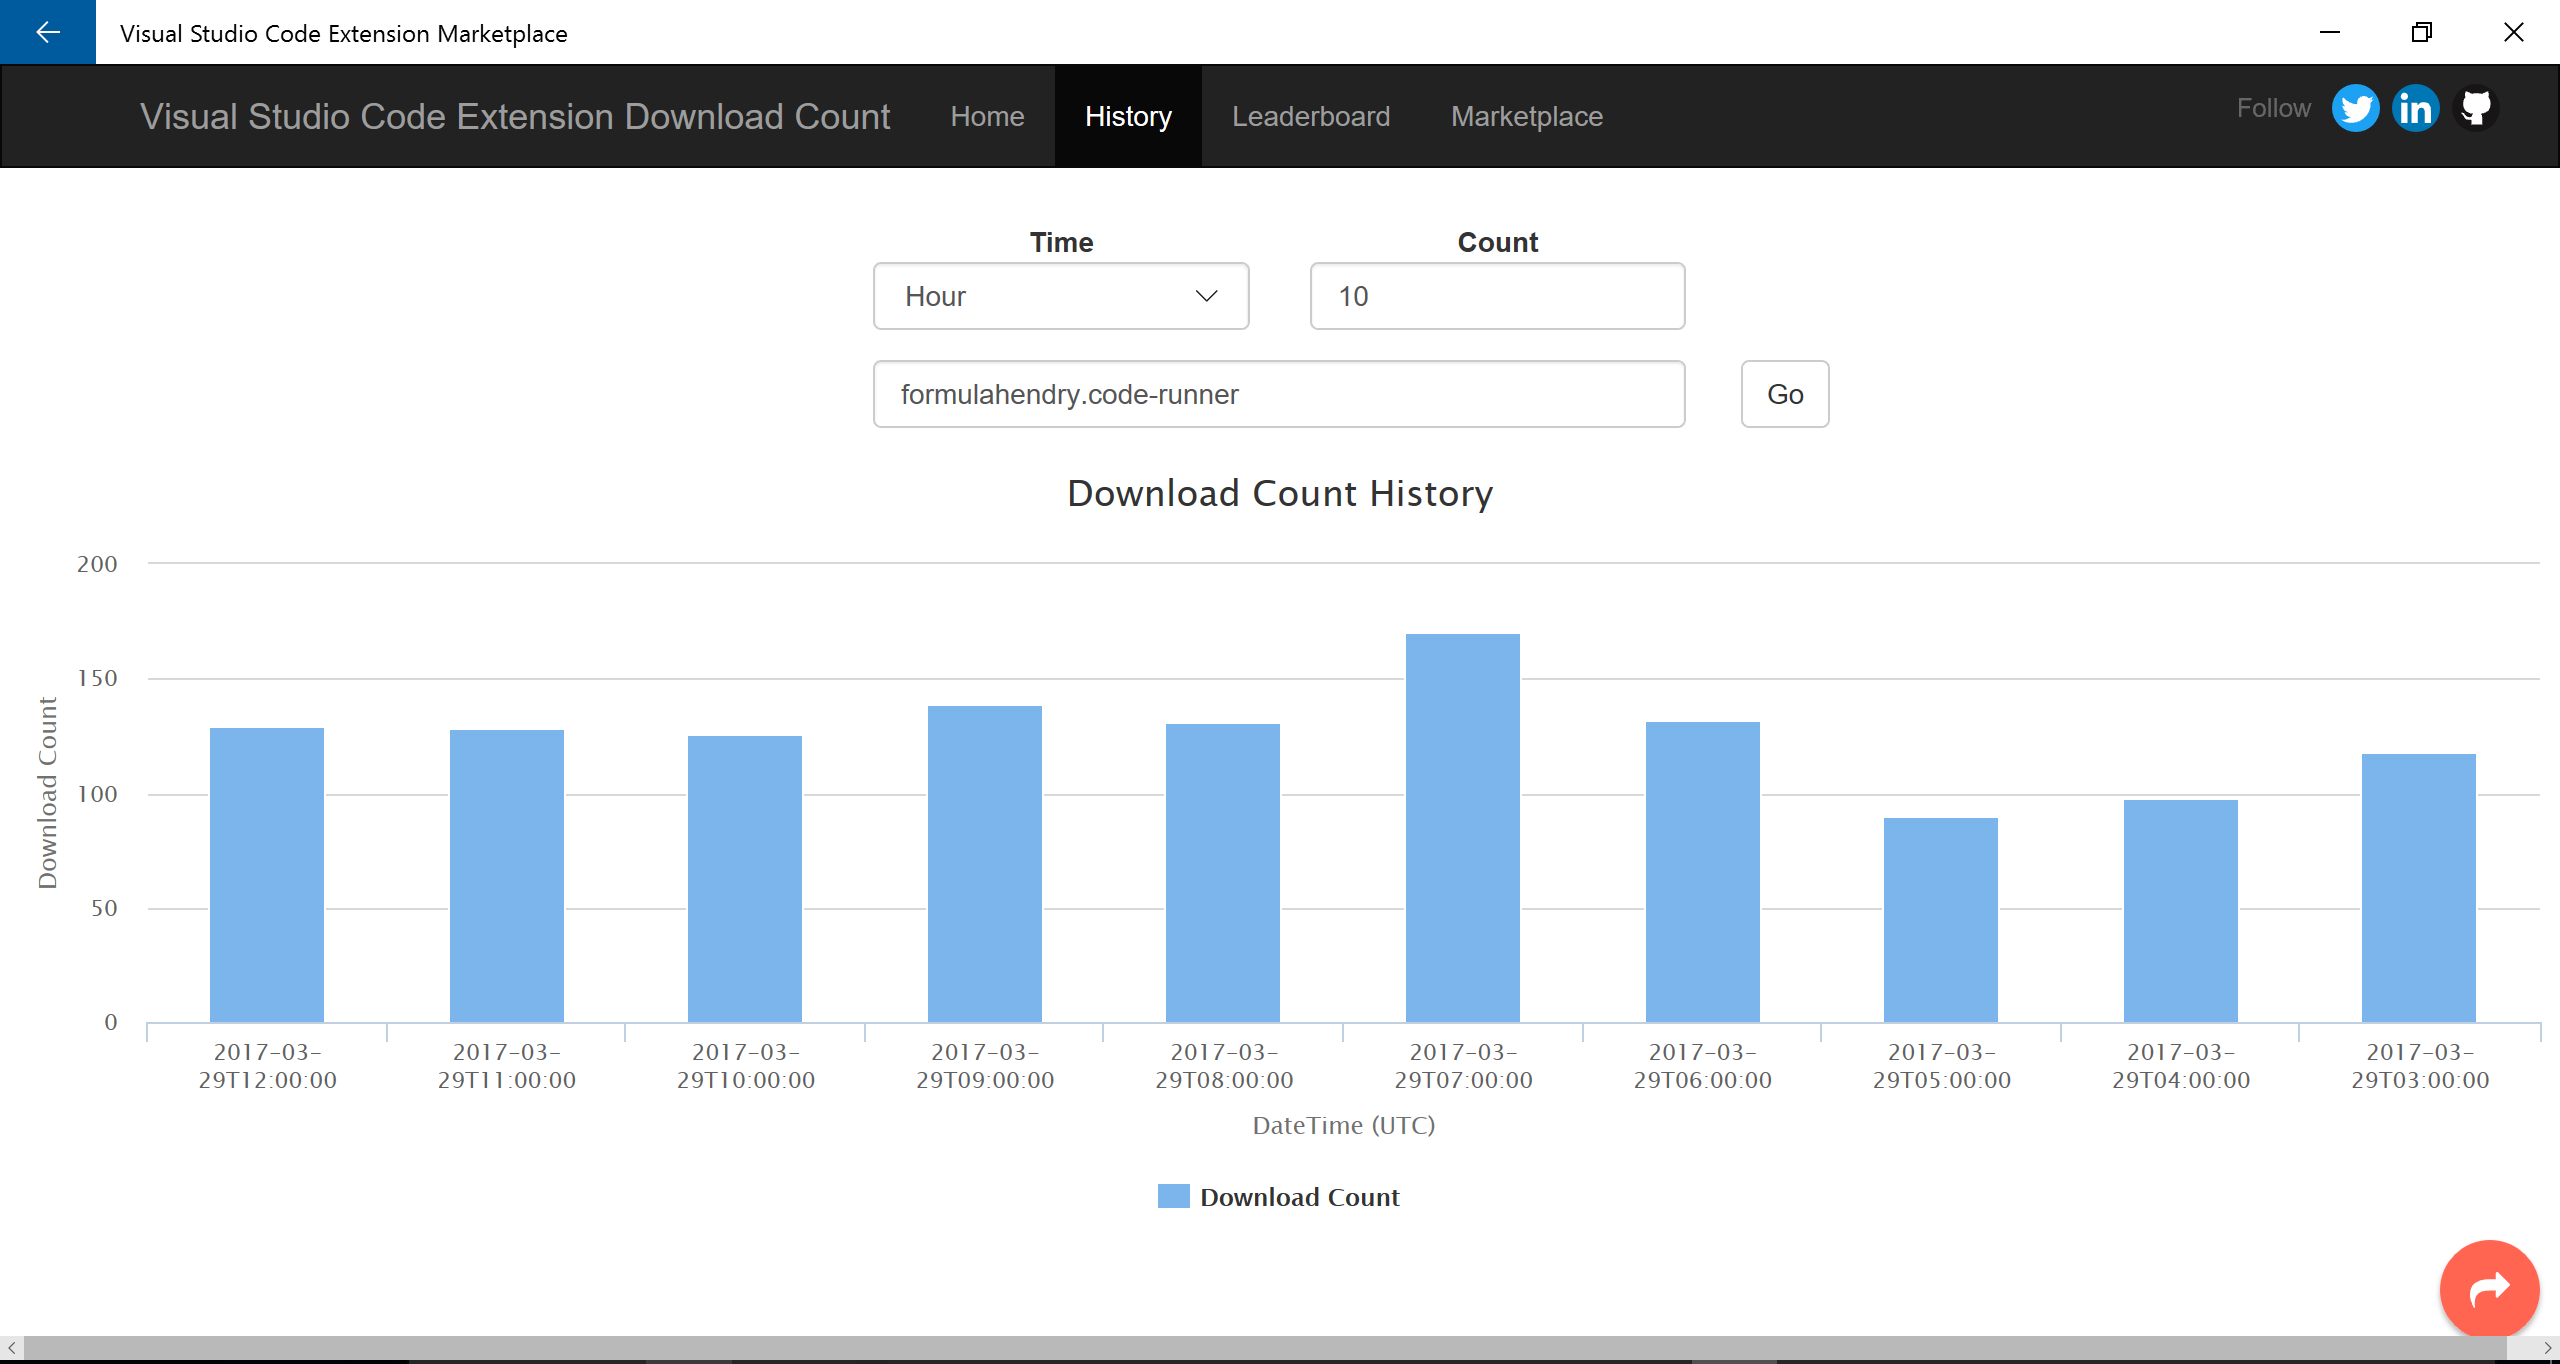 Visual Studio Code Extension Marketplace
Visual Studio Code Extension Download Count Home History Leaderboard Marketplace Follow
Time Count
Hour 10
formulahendry.code-runner Go
Download Count History
200
150
100
50
0
Download Count
2017-03-
29T12:00:00
2017-03-
29T11:00:00
2017-03-
29T10:00:00
2017-03-
29T09:00:00
2017-03-
29T08:00:00
2017-03-
29T07:00:00
2017-03-
29T06:00:00
2017-03-
29T05:00:00
2017-03-
29T04:00:00
2017-03-
29T03:00:00
DateTime (UTC)
Download Count